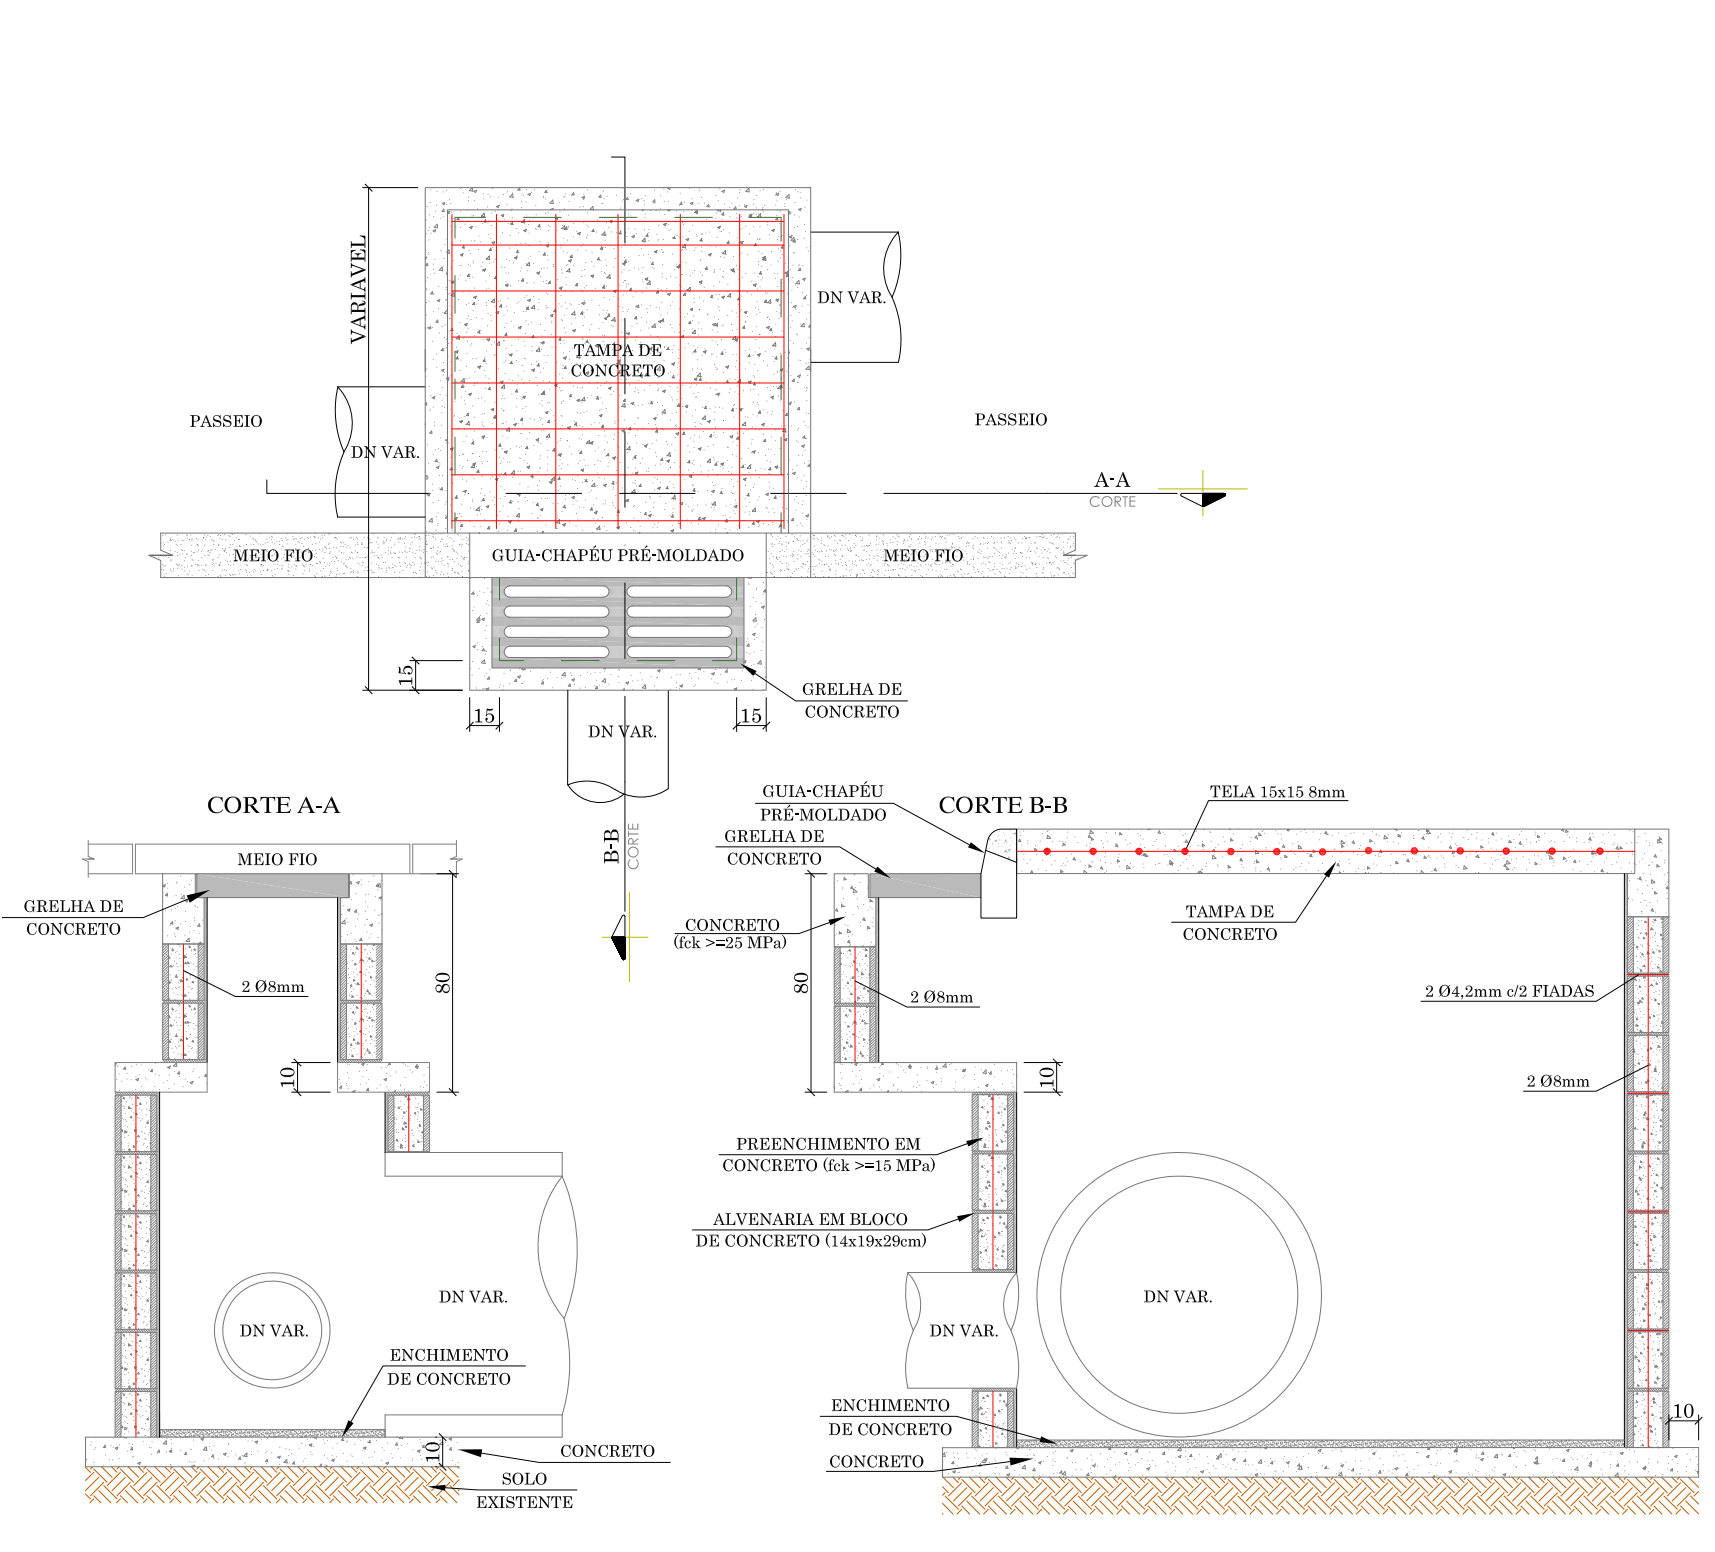 VARIAVEL
DN VAR.
TAMPA DE
CONCRETO
PASSEIO
PASSEIO
DN VAR.
A-A
CORTE
MEIO FIO
GUIA-CHAPÉU PRÉ-MOLDADO
MEIO FIO
15
GRELHA DE
CONCRETO
15
15
DN VAR.
CORTE A-A
B-B
CORTE
MEIO FIO
GRELHA DE
CONCRETO
2 Ø8mm
80
10
DN VAR.
DN VAR.
ENCHIMENTO
DE CONCRETO
10
CONCRETO
SOLO
EXISTENTE
GUIA-CHAPÉU
PRÉ-MOLDADO
CORTE B-B
TELA 15x15 8mm
GRELHA DE
CONCRETO
TAMPA DE
CONCRETO
CONCRETO
(fck >=25 MPa)
80
2 Ø8mm
2 Ø4,2mm c/2 FIADAS
10
2 Ø8mm
PREENCHIMENTO EM
CONCRETO (fck >=15 MPa)
ALVENARIA EM BLOCO
DE CONCRETO (14x19x29cm)
DN VAR.
DN VAR.
ENCHIMENTO
DE CONCRETO
10
CONCRETO